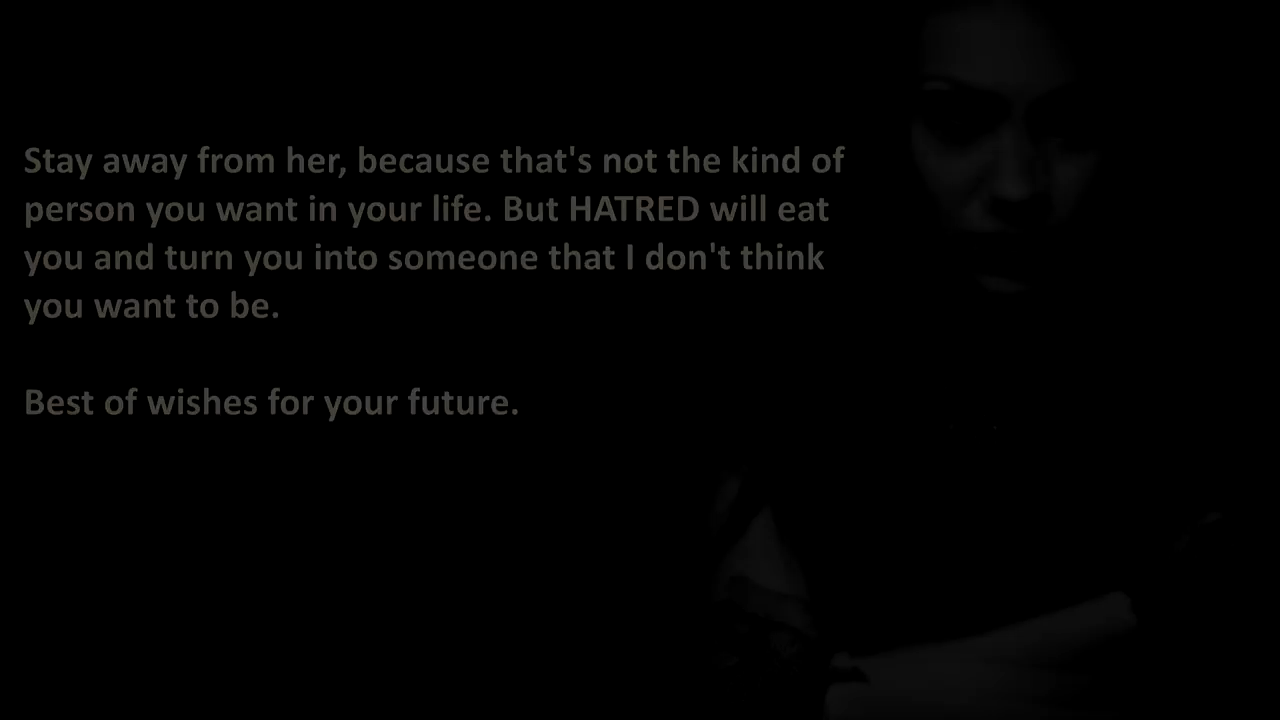 Stay away from her, because that's not the kind of
person you want in your life. But HATRED will eat
you and turn you into someone that I don't think
you want to be.
Best of wishes for your future.